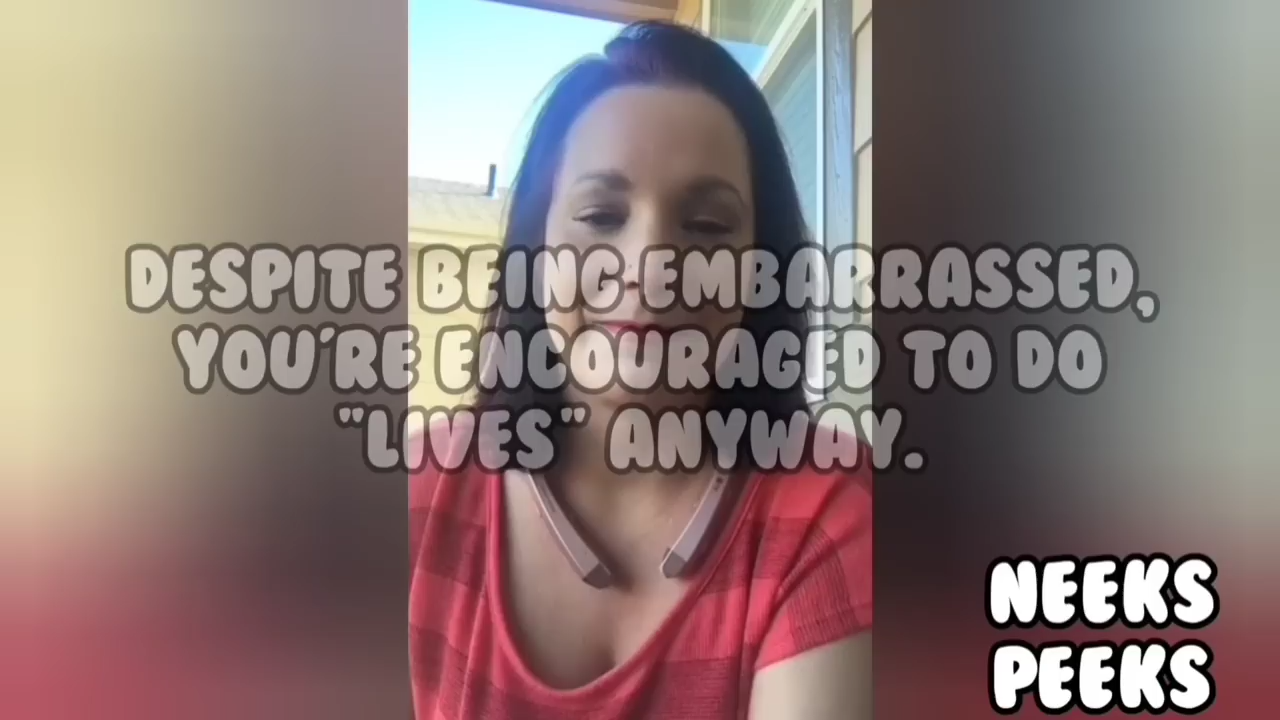 DESPITE BEING EMBARRASSED,
YOU'RE ENCOURAGED TO DO
"LIVES" ANYWAY.
NEEKS
PEEKS